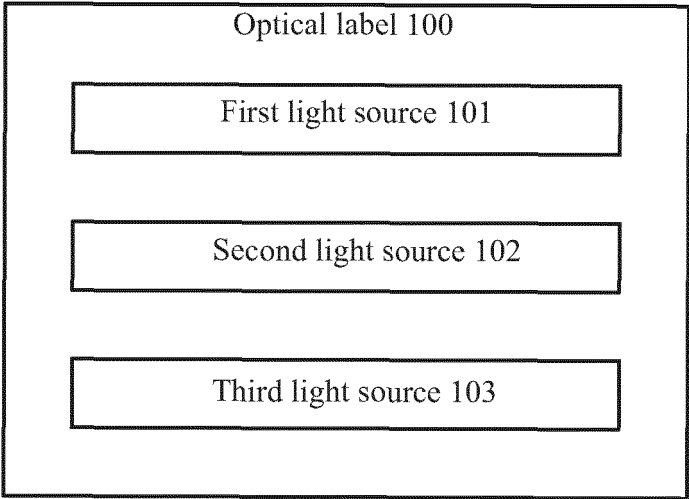 Optical label 100
First light source 101
Second light source 102
Third light source 103